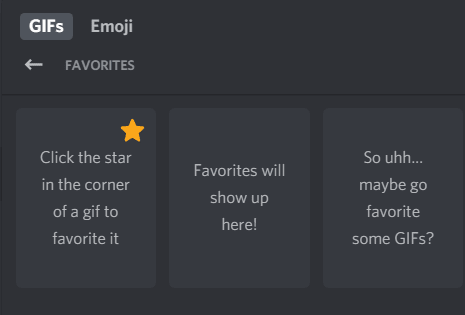 GIFs Emoji
FAVORITES
Click the star
in the corner
of a gif to
favorite it
Favorites will
show up
here!
So uhh...
maybe go
favorite
some GIFs?